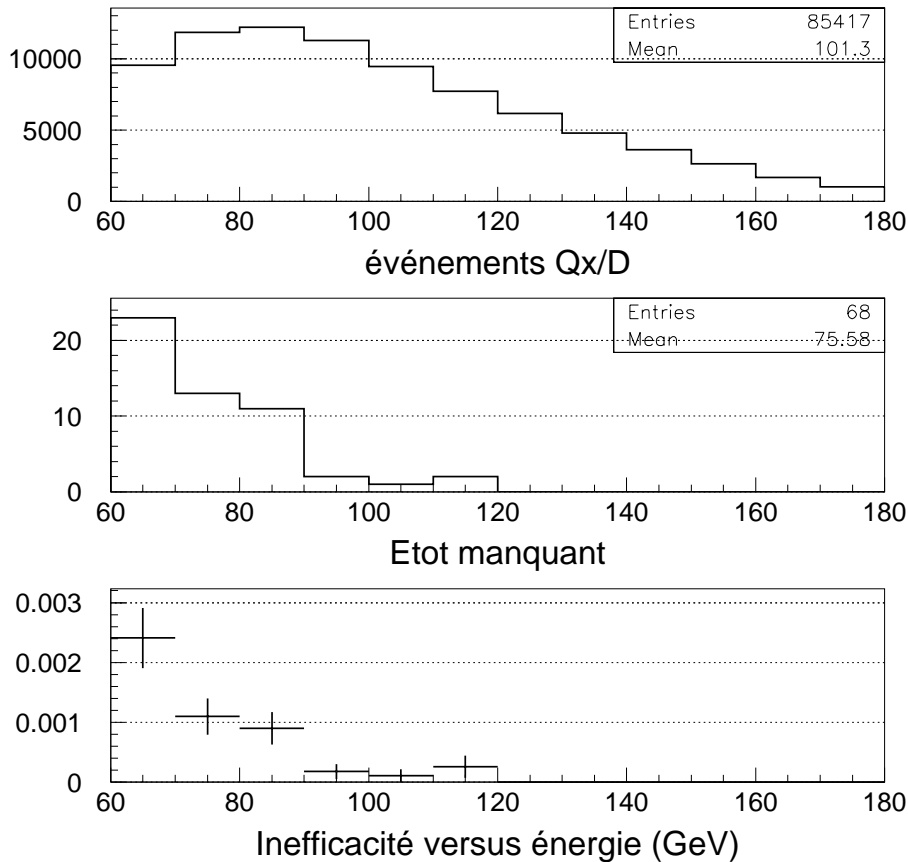 Entries 85417
Mean 101.3
10000
5000
0
60 80 100 120 140 160 180
événements Qx/D
Entries 68
Mean 75.58
20
10
0
60 80 100 120 140 160 180
Etot manquant
0.003
0.002
0.001
0
60 80 100 120 140 160 180
Inefficacité versus énergie (GeV)